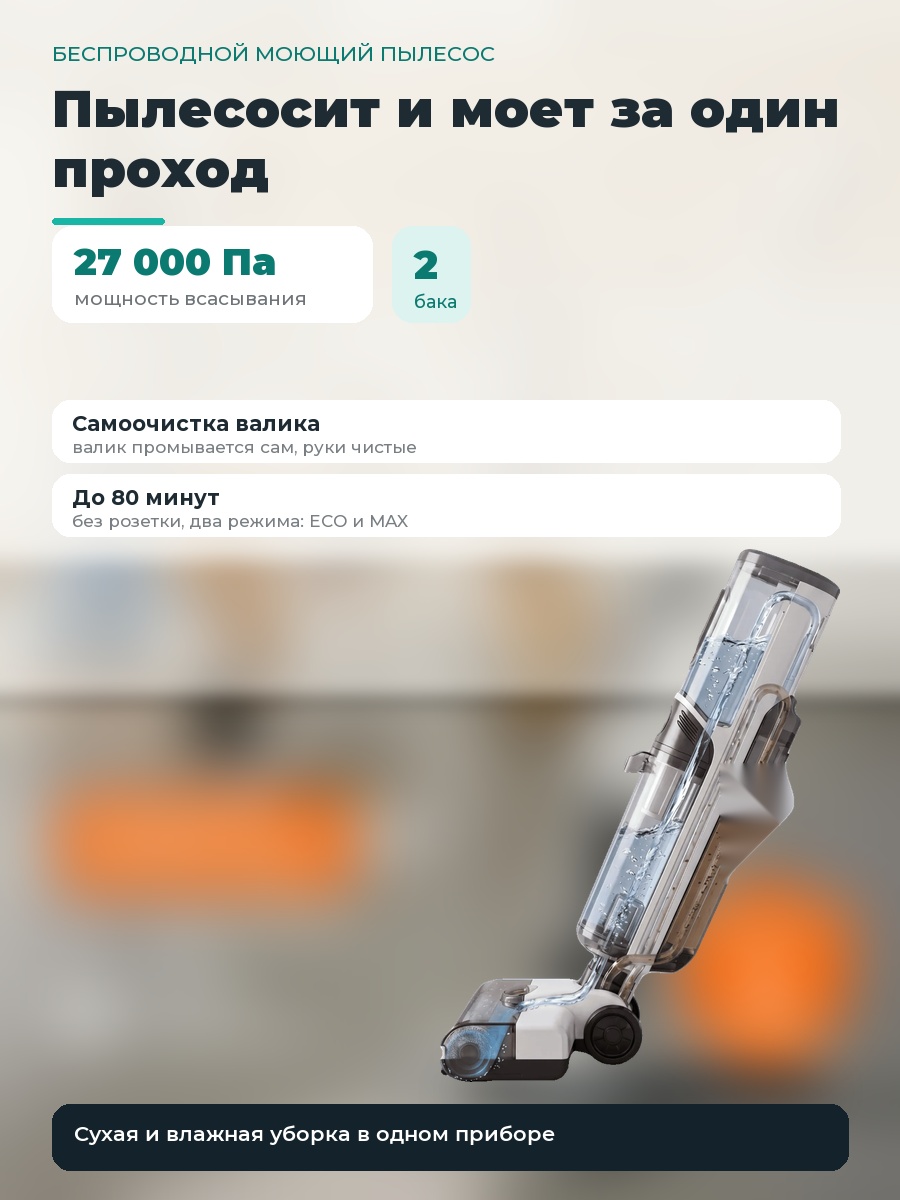 БЕСПРОВОДНОЙ МОЮЩИЙ ПЫЛЕСОС
Пылесосит и моет за один
проход
27 000 Па
мощность всасывания
2
бака
Самоочистка валика
валик промывается сам, руки чистые
До 80 минут
без розетки, два режима: ECO и MAX
Сухая и влажная уборка в одном приборе